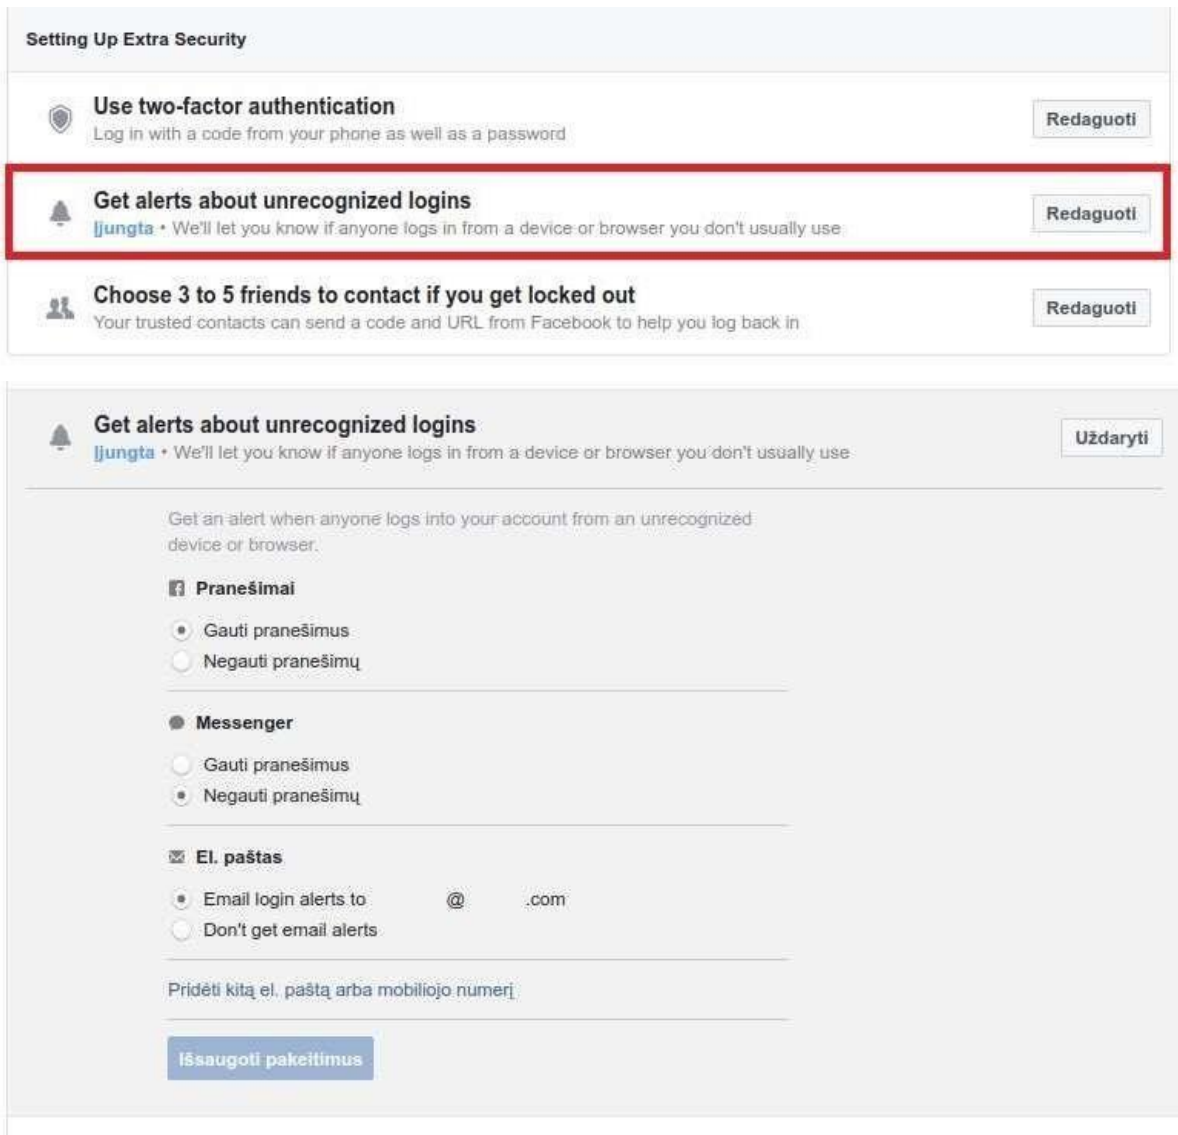 Setting Up Extra Security
Use two-factor authentication
Log in with a code from your phone as well as a password
Redaguoti
Get alerts about unrecognized logins
Įjungta • We'll let you know if anyone logs in from a device or browser you don't usually use
Redaguoti
Choose 3 to 5 friends to contact if you get locked out
Your trusted contacts can send a code and URL from Facebook to help you log back in
Redaguoti
Get alerts about unrecognized logins
Įjungta • We'll let you know if anyone logs in from a device or browser you don't usually use
Uždaryti
Get an alert when anyone logs into your account from an unrecognized
device or browser.
Pranešimai
Gauti pranešimus
Negauti pranešimų
Messenger
Gauti pranešimus
Negauti pranešimų
El. paštas
Email login alerts to @ .com
Don't get email alerts
Pridėti kitą el. paštą arba mobiliojo numerį
Išsaugoti pakeitimus